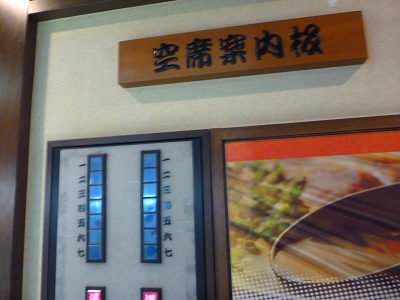 空席案内板
一 一
二 二
三 三
四 四
五 五
六 六
七 七